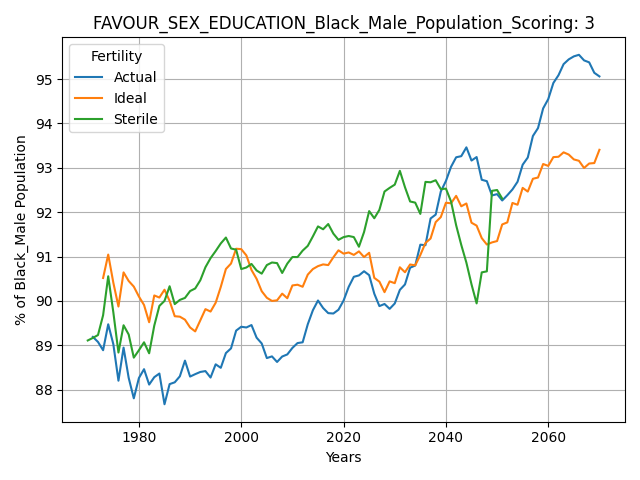 FAVOUR_SEX_EDUCATION_Black_Male_Population_Scoring: 3
Fertility
Actual
Ideal
Sterile
% of Black_Male Population
95
94
93
92
91
90
89
88
1980
2000
2020
2040
2060
Years